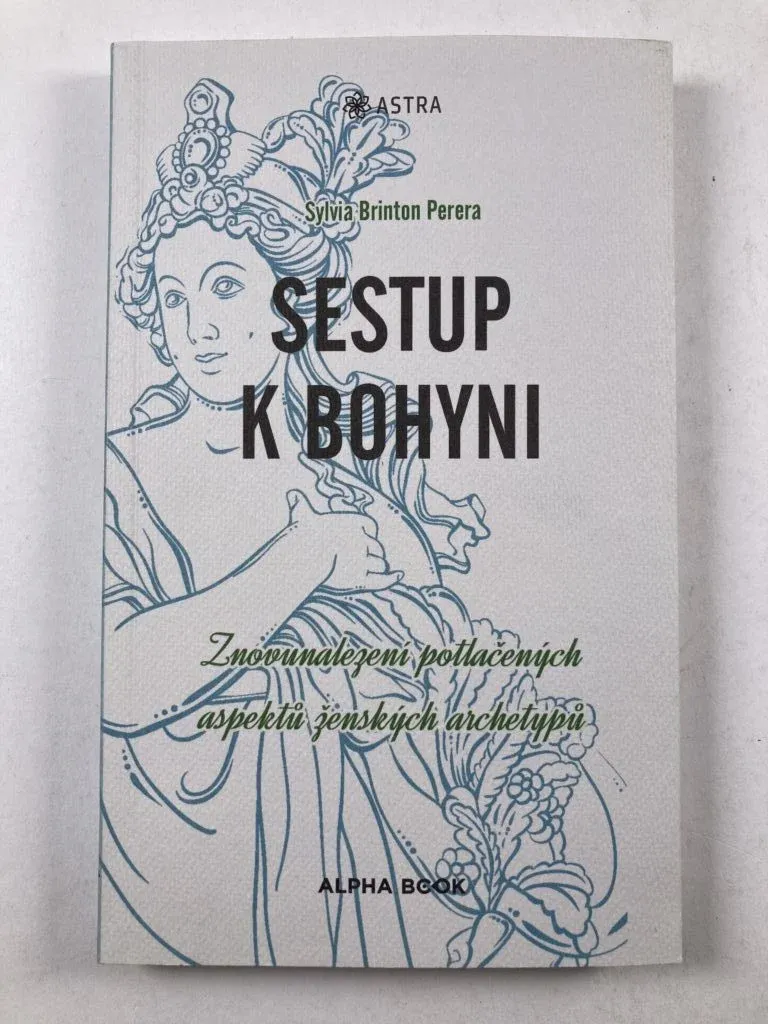 ASTRA
Sylvia Brinton Perera
SESTUP
K BOHYNI
Znovunalezení potlačených
aspektů ženských archetypů
ALPHA BOOK